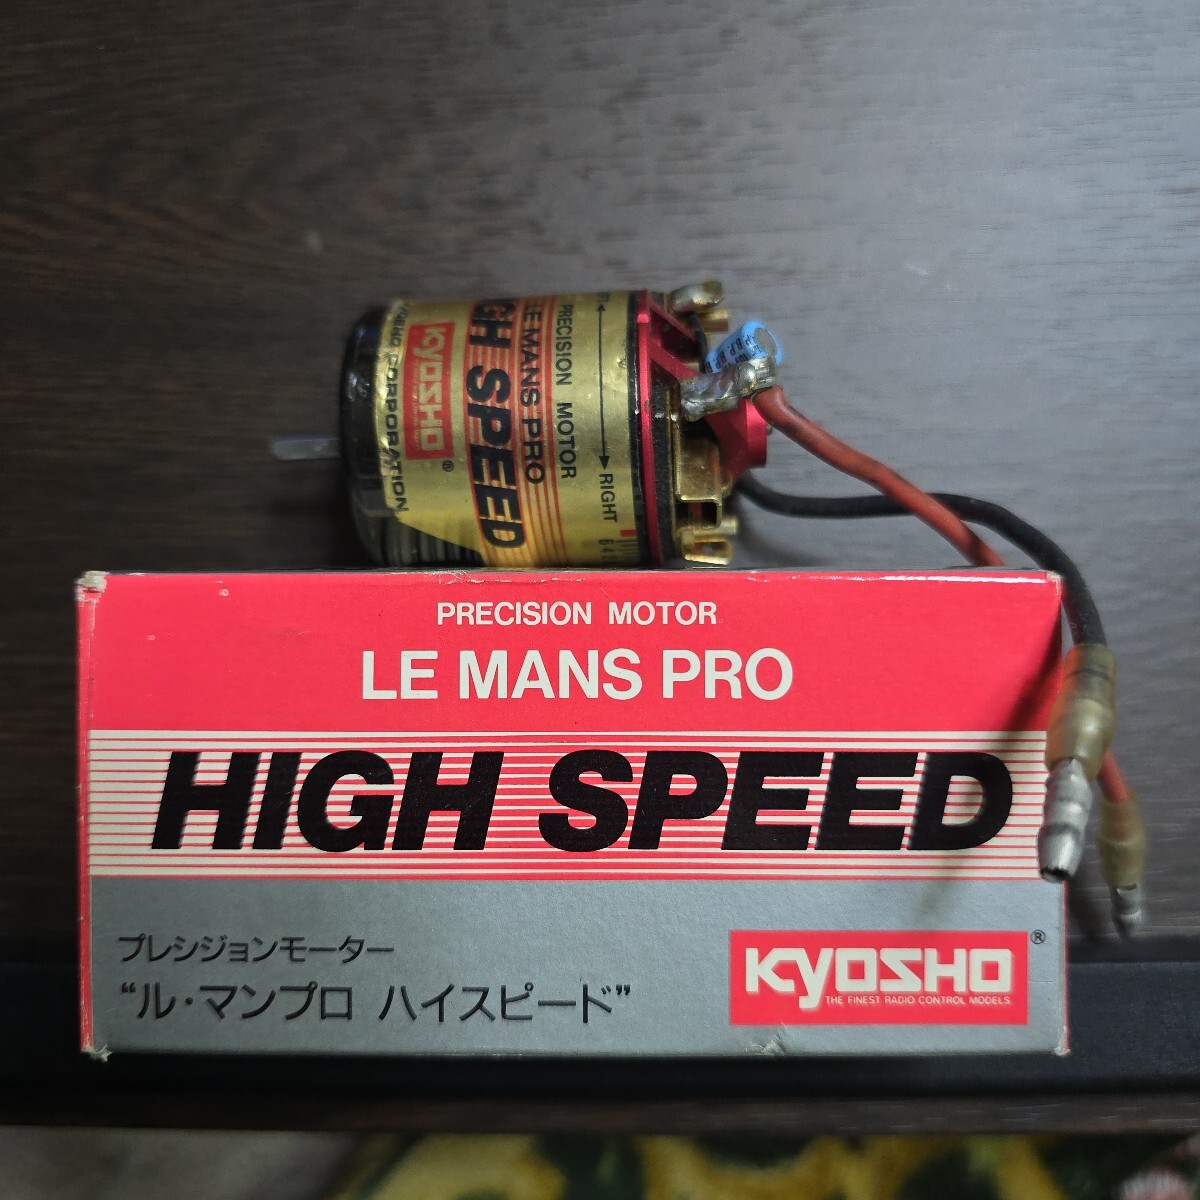 KYOSHO
CORPORATION
HIGH SPEED
LE MANS PRO
PRECISION MOTOR
RIGHT
PRECISION MOTOR
LE MANS PRO
HIGH SPEED
プレシジョンモーター
“ル・マンプロ ハイスピード”
KYOSHO®
THE FINEST RADIO CONTROL MODELS